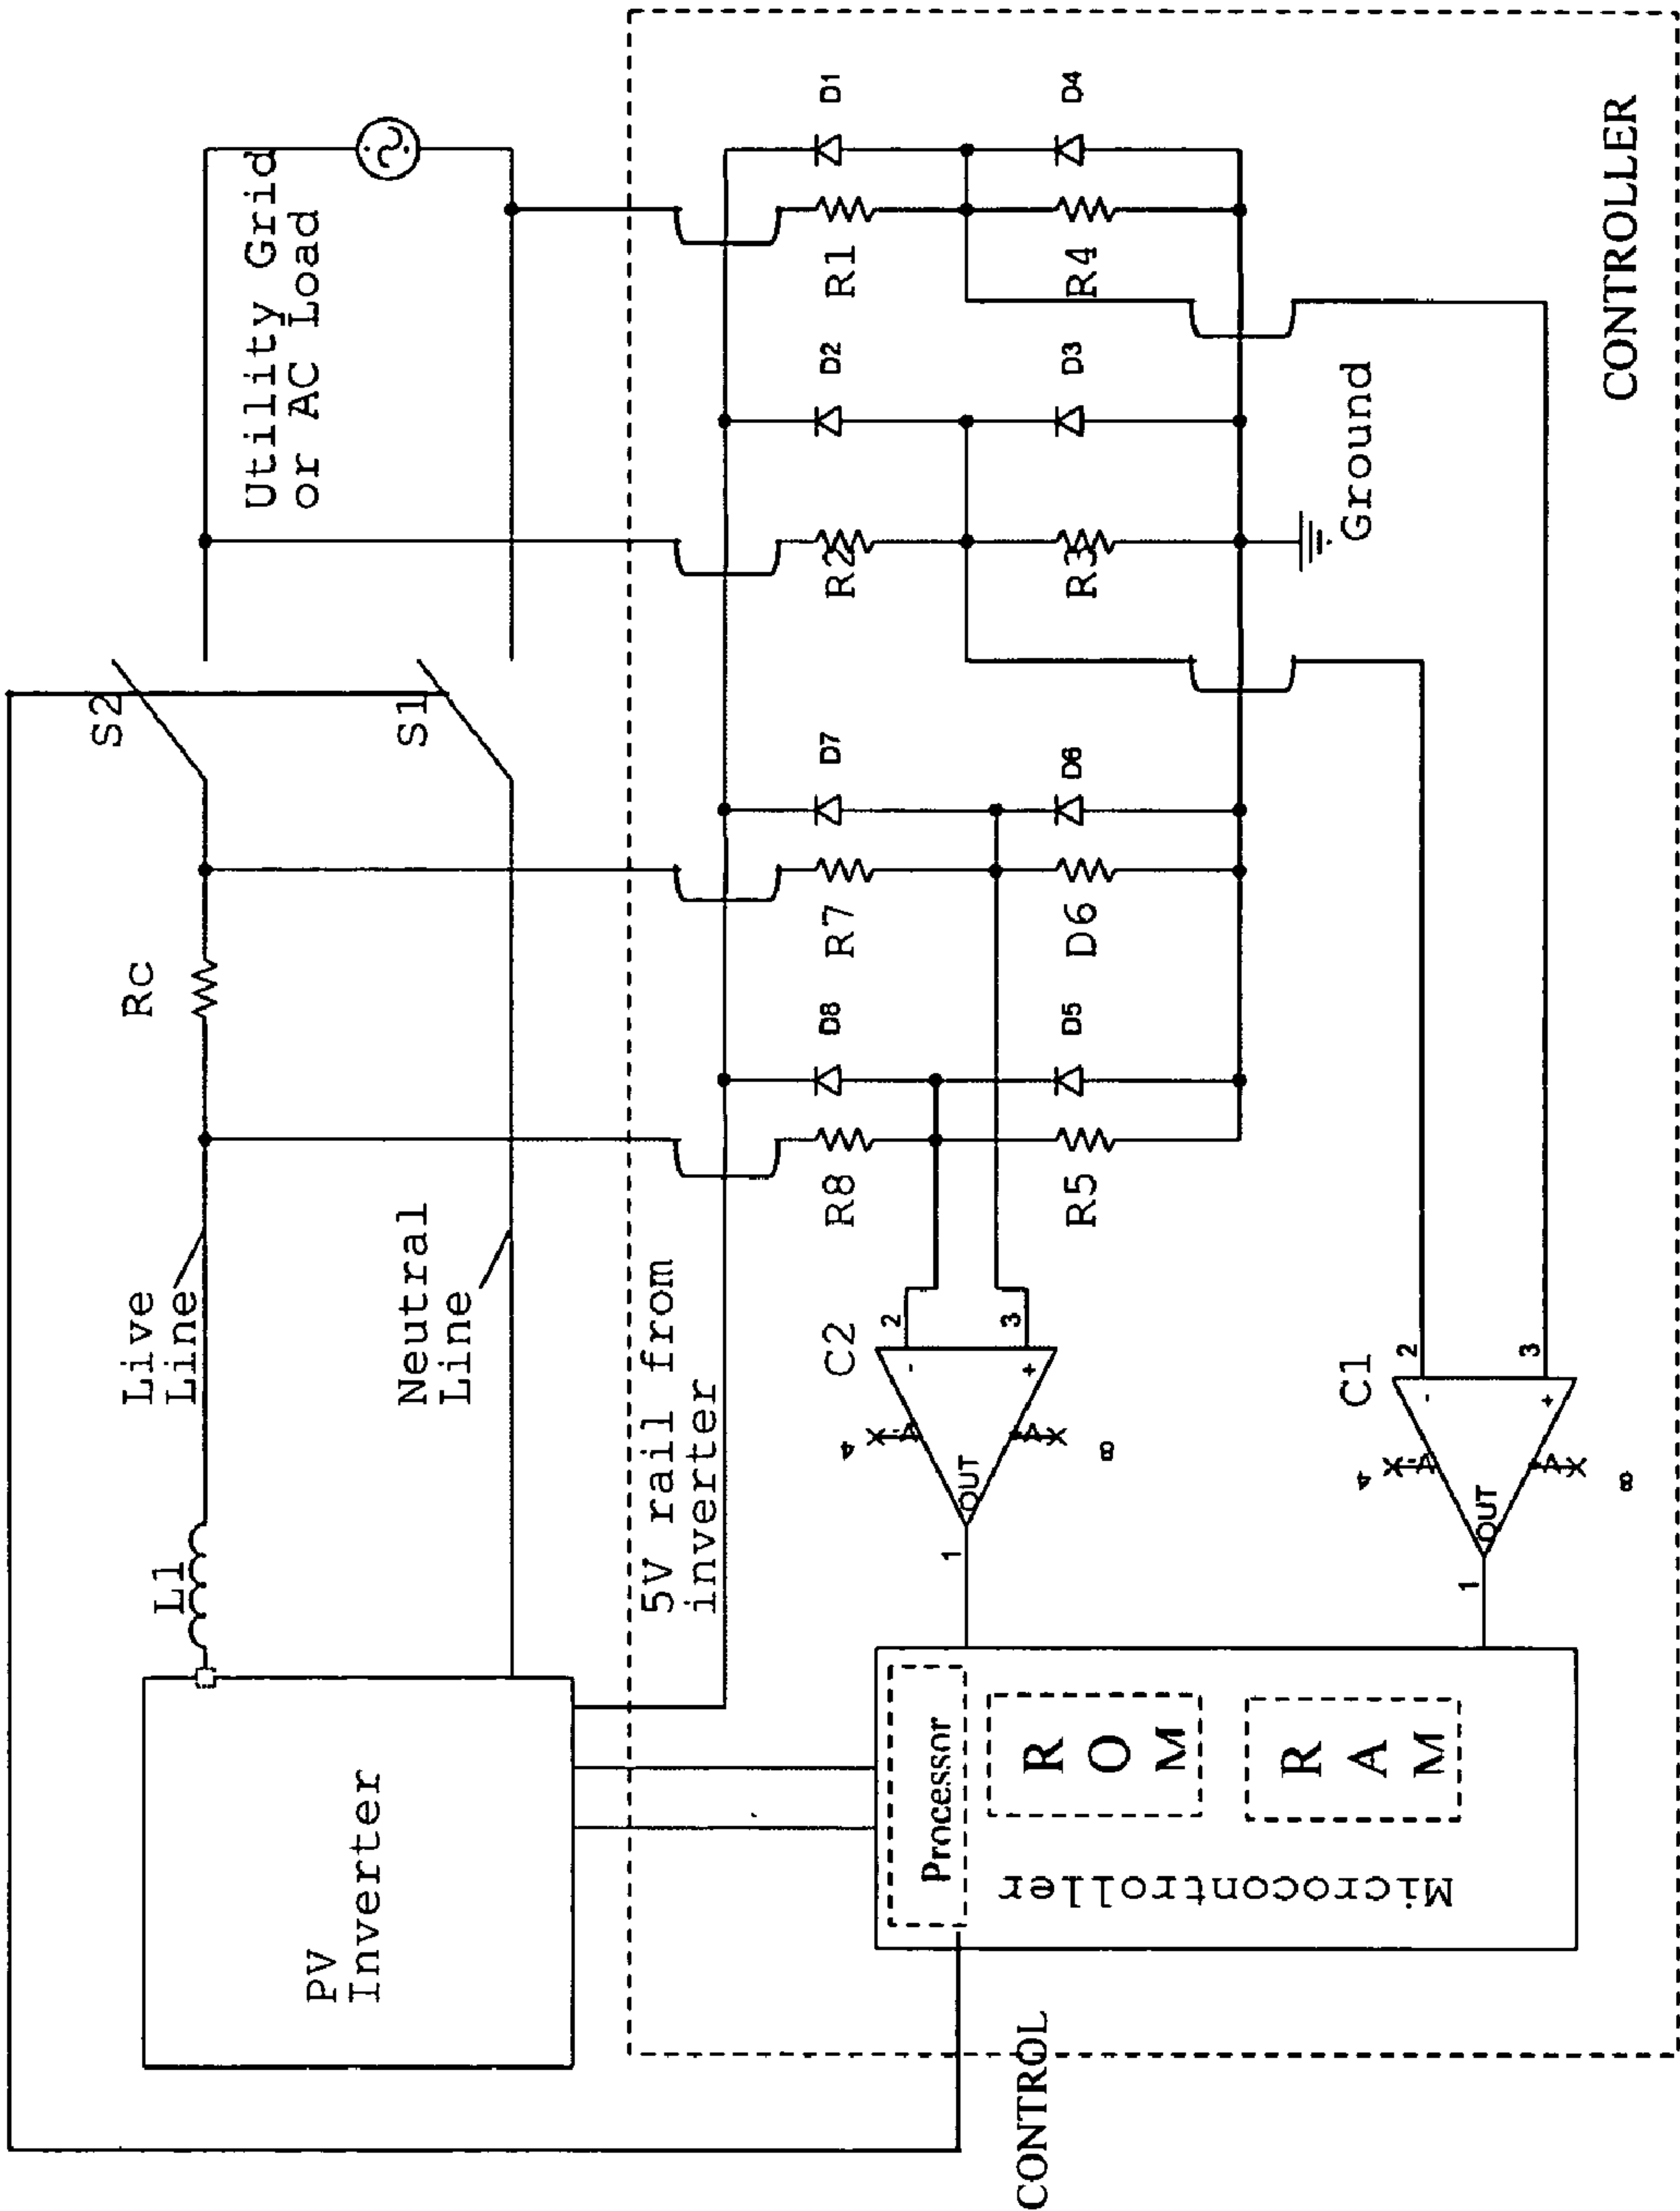 S2
S1
Rc
L1
Live
Line
Neutral
Line
Utility Grid
or AC Load
PV
Inverter
5V rail from
inverter
D8
D7
D2
D1
R8
R7
R2
R1
D5
D6
D3
D4
R5
D6
R3
R4
Ground
C2
2
3
-
+
4
8
OUT
1
C1
2
3
-
+
4
8
OUT
1
Processor
ROM
RAM
Microcontroller
CONTROL
CONTROLLER